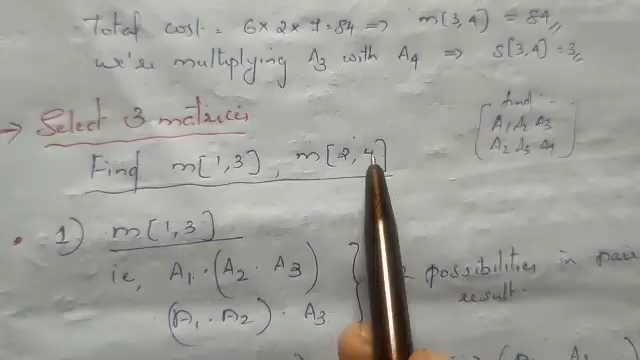 Total cost = 6 × 2 × 7 = 84 ⇒ m[3,4] = 84,,
we're multiplying A3 with A4 ⇒ s[3,4] = 3,,
→ Select 3 matrices
Find m[1,3], m[2,4]
find
A1 A2 A3
A2 A3 A4
• 1) m[1,3]
ie, A1 · (A2 · A3)
(A1 · A2) · A3
possibilities in pair
result.